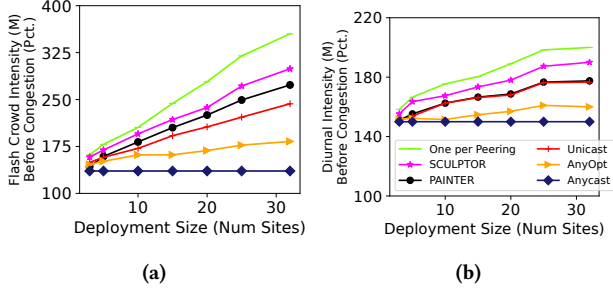 Flash Crowd Intensity (M)
Before Congestion (Pct.)
400
325
250
175
100
10
20
30
Deployment Size (Num Sites)
(a)
Diurnal Intensity (M)
Before Congestion (Pct.)
220
180
140
100
One per Peering
SCULPTOR
PAINTER
Unicast
AnyOpt
Anycast
10
20
30
Deployment Size (Num Sites)
(b)